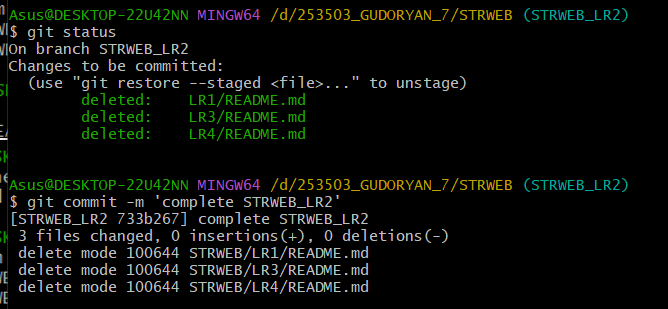 Asus@DESKTOP-22U42NN MINGW64 /d/253503_GUDORYAN_7/STRWEB (STRWEB_LR2)
$ git status
On branch STRWEB_LR2
Changes to be committed:
  (use "git restore --staged <file>..." to unstage)
        deleted:    LR1/README.md
        deleted:    LR3/README.md
        deleted:    LR4/README.md

Asus@DESKTOP-22U42NN MINGW64 /d/253503_GUDORYAN_7/STRWEB (STRWEB_LR2)
$ git commit -m 'complete STRWEB_LR2'
[STRWEB_LR2 733b267] complete STRWEB_LR2
 3 files changed, 0 insertions(+), 0 deletions(-)
 delete mode 100644 STRWEB/LR1/README.md
 delete mode 100644 STRWEB/LR3/README.md
 delete mode 100644 STRWEB/LR4/README.md